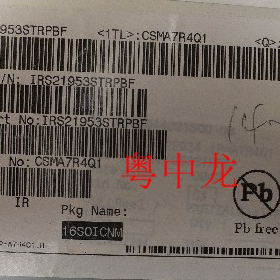 953STRPBF <1TL>:CSMA7R4Q1 <Q>:
/N: IRS21953STRPBF
ct No:IRS21953STRPBF
No: CSMA7R4Q1
粤中龙
IR
Pkg Name:
16SOICNM
Pb
Pb free